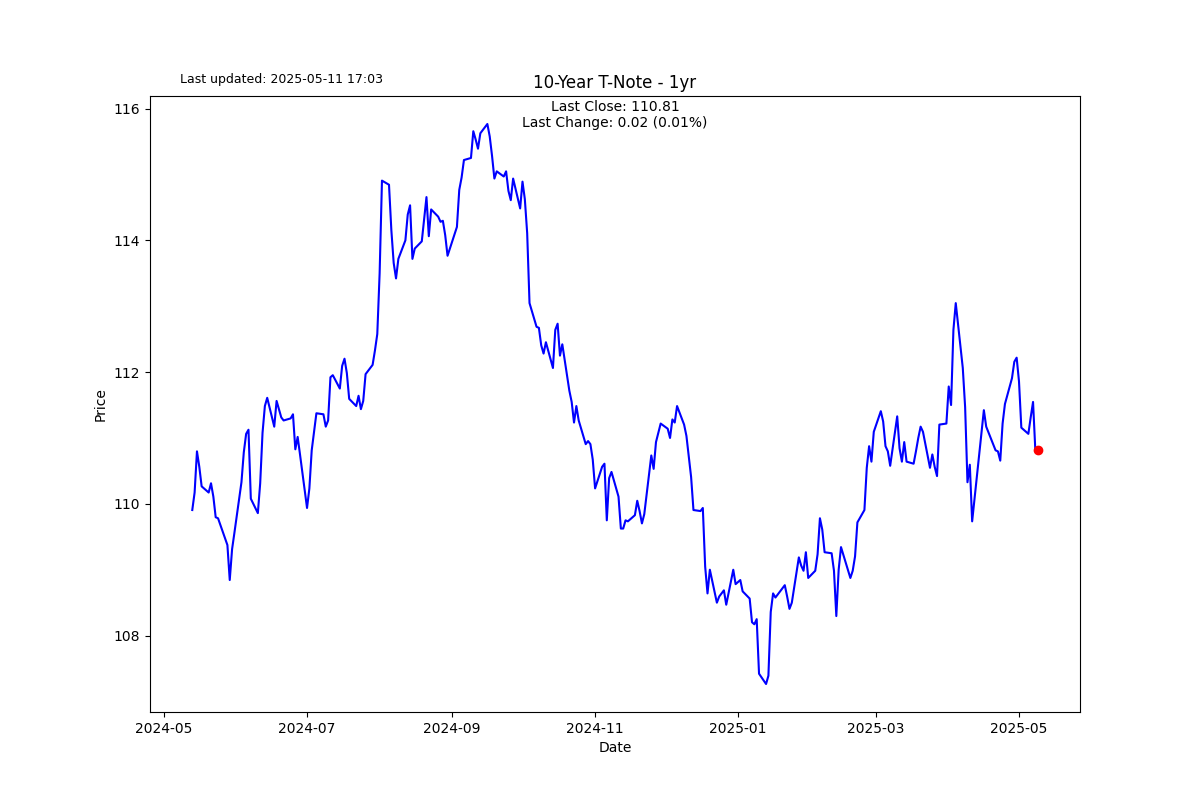 Last updated: 2025-05-11 17:03
10-Year T-Note - 1yr
Last Close: 110.81
Last Change: 0.02 (0.01%)
116
114
112
110
108
Price
2024-05
2024-07
2024-09
2024-11
2025-01
2025-03
2025-05
Date